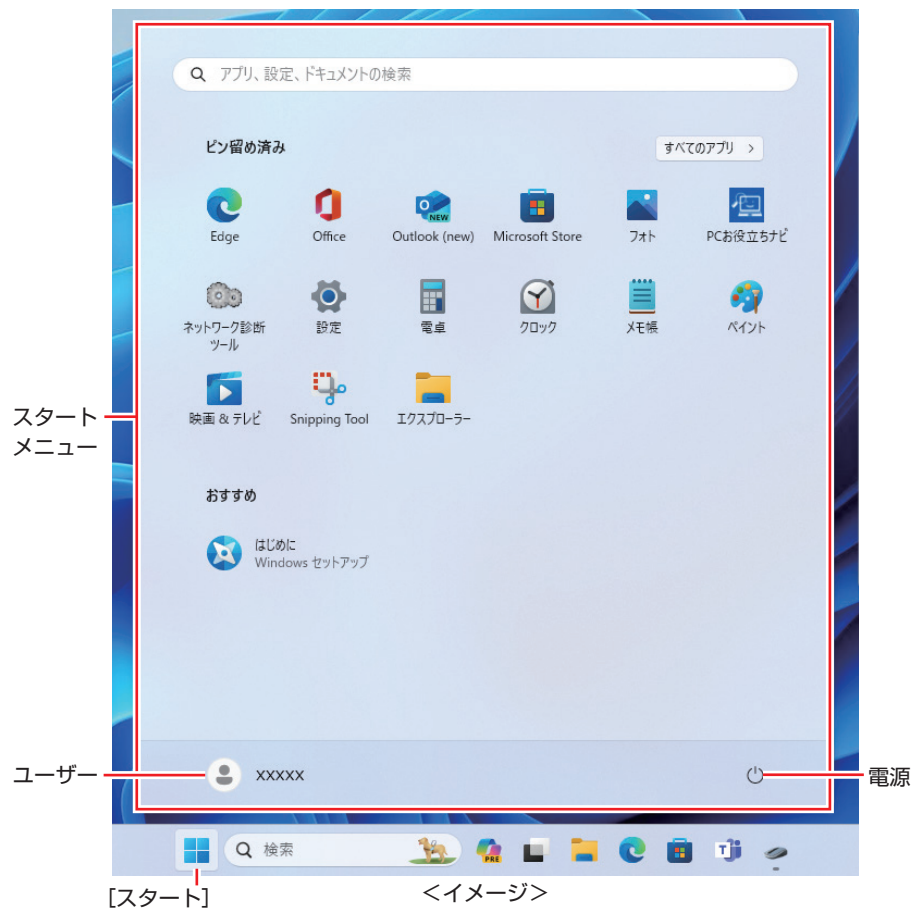 アプリ、設定、ドキュメントの検索
ピン留め済み
すべてのアプリ >
Edge
Office
NEW
Outlook (new)
Microsoft Store
フォト
PCお役立ちナビ
ネットワーク診断
ツール
設定
電卓
クロック
メモ帳
ペイント
映画 & テレビ
Snipping Tool
エクスプローラー
スタート
メニュー
おすすめ
はじめに
Windows セットアップ
ユーザー
xxxxx
電源
検索
PRE
[スタート]
＜イメージ＞